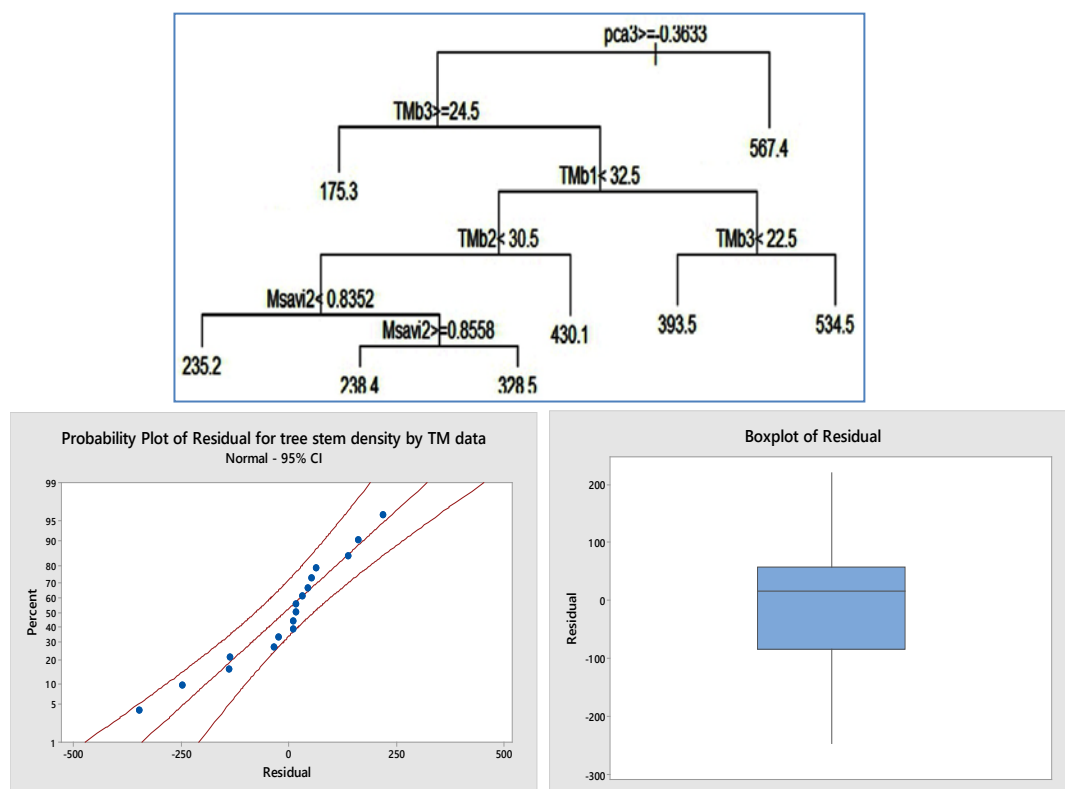 pca3>=-0.3633
TMb3>=24.5
567.4
175.3
TMb1< 32.5
TMb2< 30.5
TMb3< 22.5
Msavi2< 0.8352
430.1
393.5
534.5
Msavi2>=0.8558
235.2
238.4
328.5
Probability Plot of Residual for tree stem density by TM data
Normal - 95% CI
99
95
90
80
70
60
50
40
30
20
10
5
1
Percent
-500
-250
0
250
500
Residual
Boxplot of Residual
200
100
0
-100
-200
-300
Residual